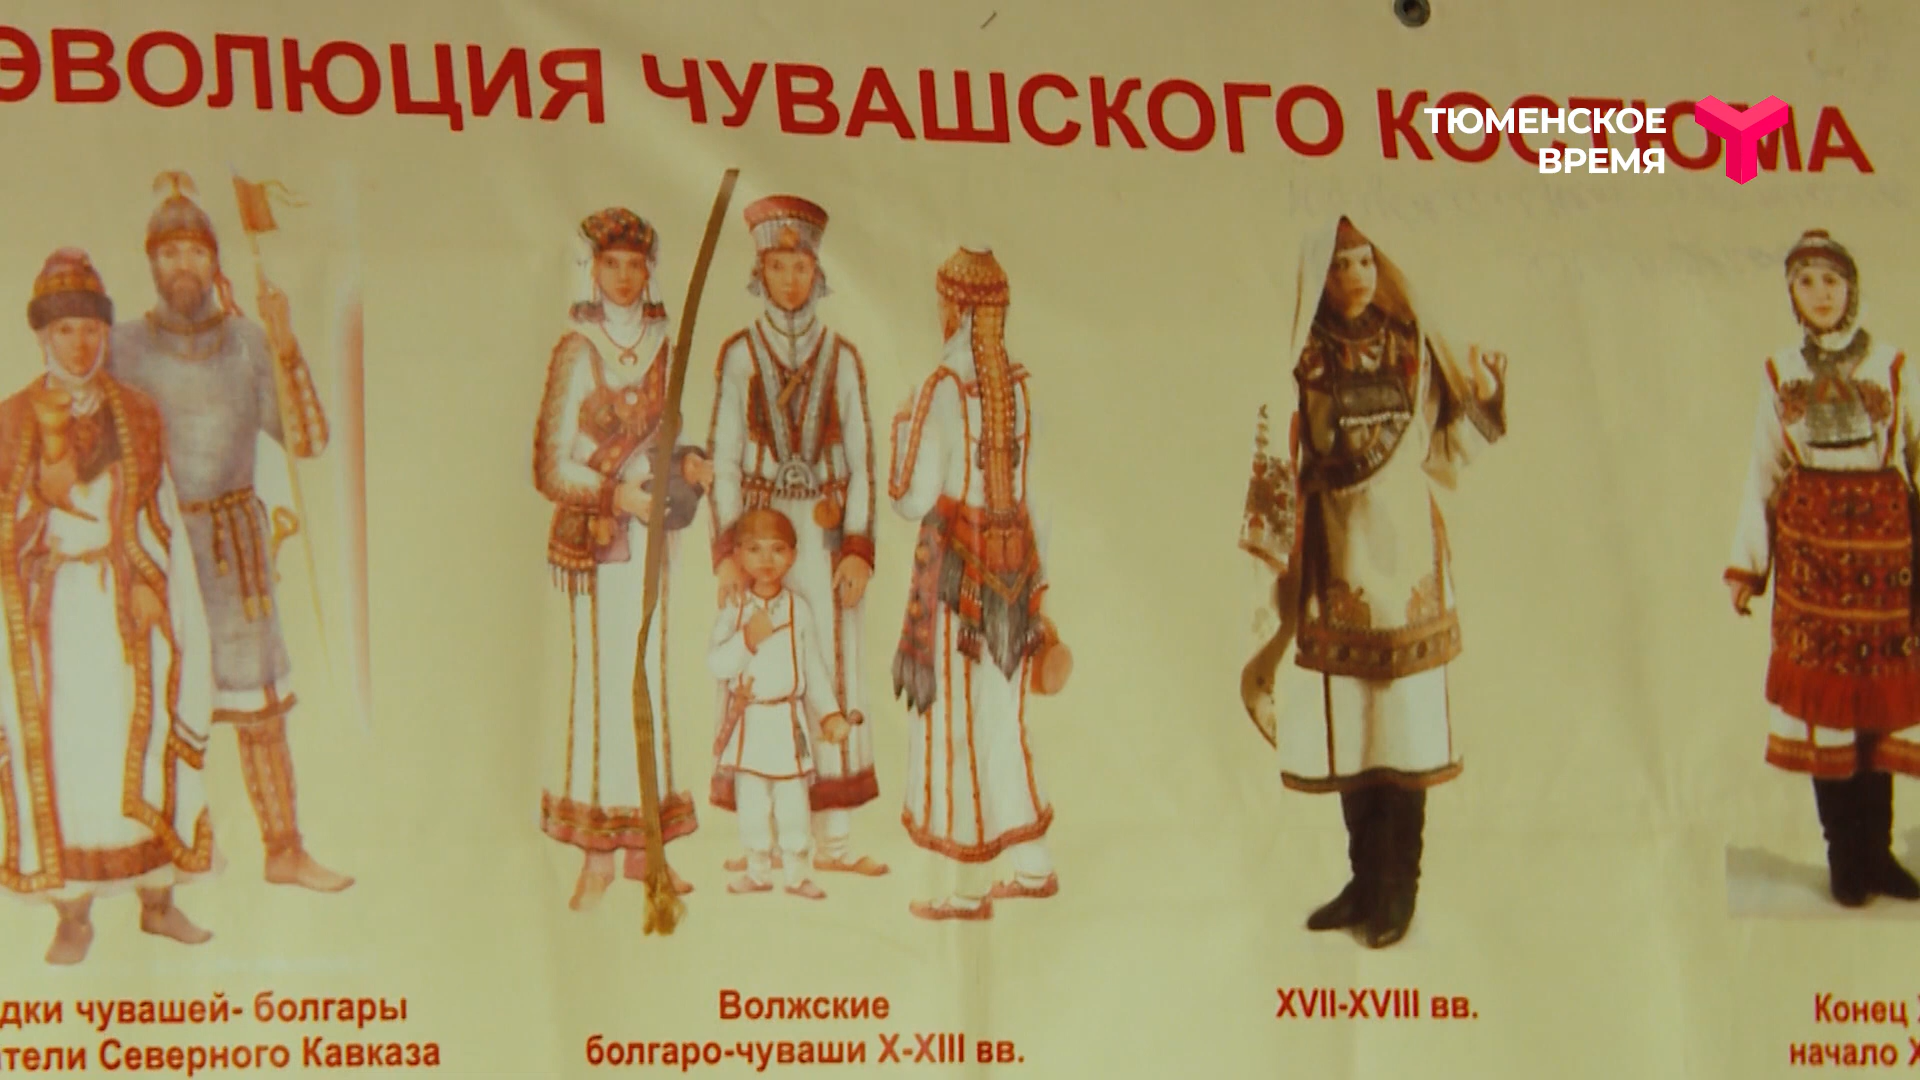 ЭВОЛЮЦИЯ ЧУВАШСКОГО КОСТЮМА
ТЮМЕНСКОЕ
ВРЕМЯ
дки чувашей- болгары
тели Северного Кавказа
Волжские
болгаро-чуваши X-XIII вв.
XVII-XVIII вв.
Конец
начало